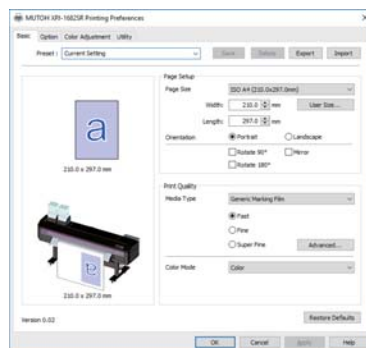 MUTOH XPJ-1682SR Printing Preferences
Basic Option Color Adjustment Utility
Preset : Current Setting Save Delete Export Import
Page Setup
Page Size ISO A4 (210.0x297.0mm)
Width: 210.0 mm User Size...
Length: 297.0 mm
Orientation Portrait Landscape
Rotate 90° Mirror
Rotate 180°
a
210.0 x 297.0 mm
Print Quality
Media Type Generic Marking Film
Fast
Fine
Super Fine Advanced...
Color Mode Color
a
210.0 x 297.0 mm
Version 0.02 Restore Defaults
OK Cancel Apply Help